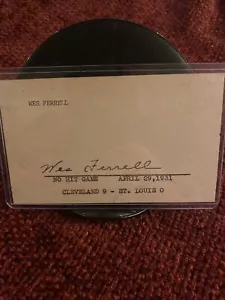 WES FERRELL
Wes Ferrell
NO HIT GAME APRIL 29,1931
CLEVELAND 9 - ST. LOUIS 0